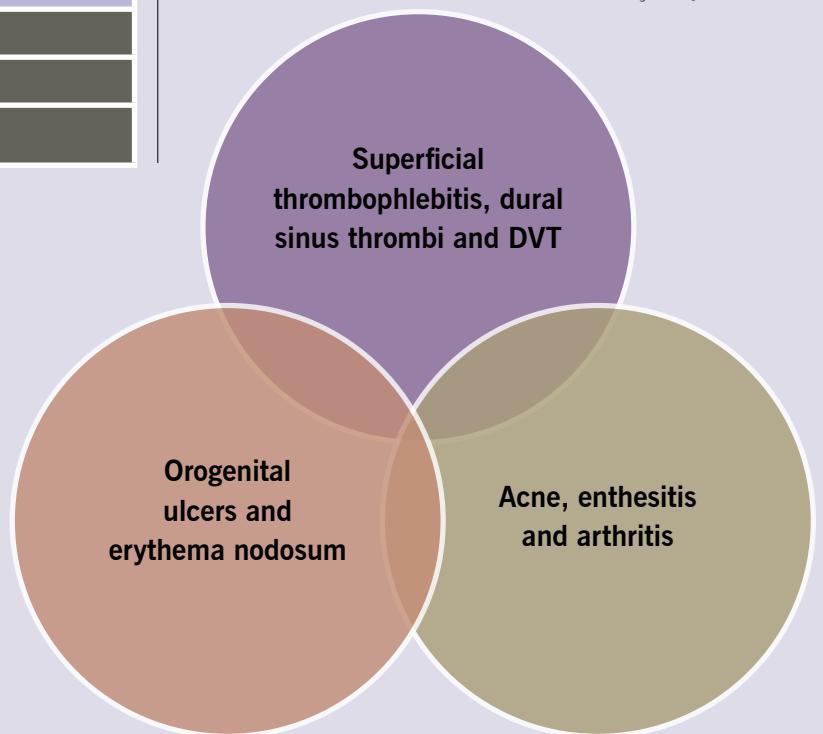 Superficial
thrombophlebitis, dural
sinus thrombi and DVT
Orogenital
ulcers and
erythema nodosum
Acne, enthesitis
and arthritis